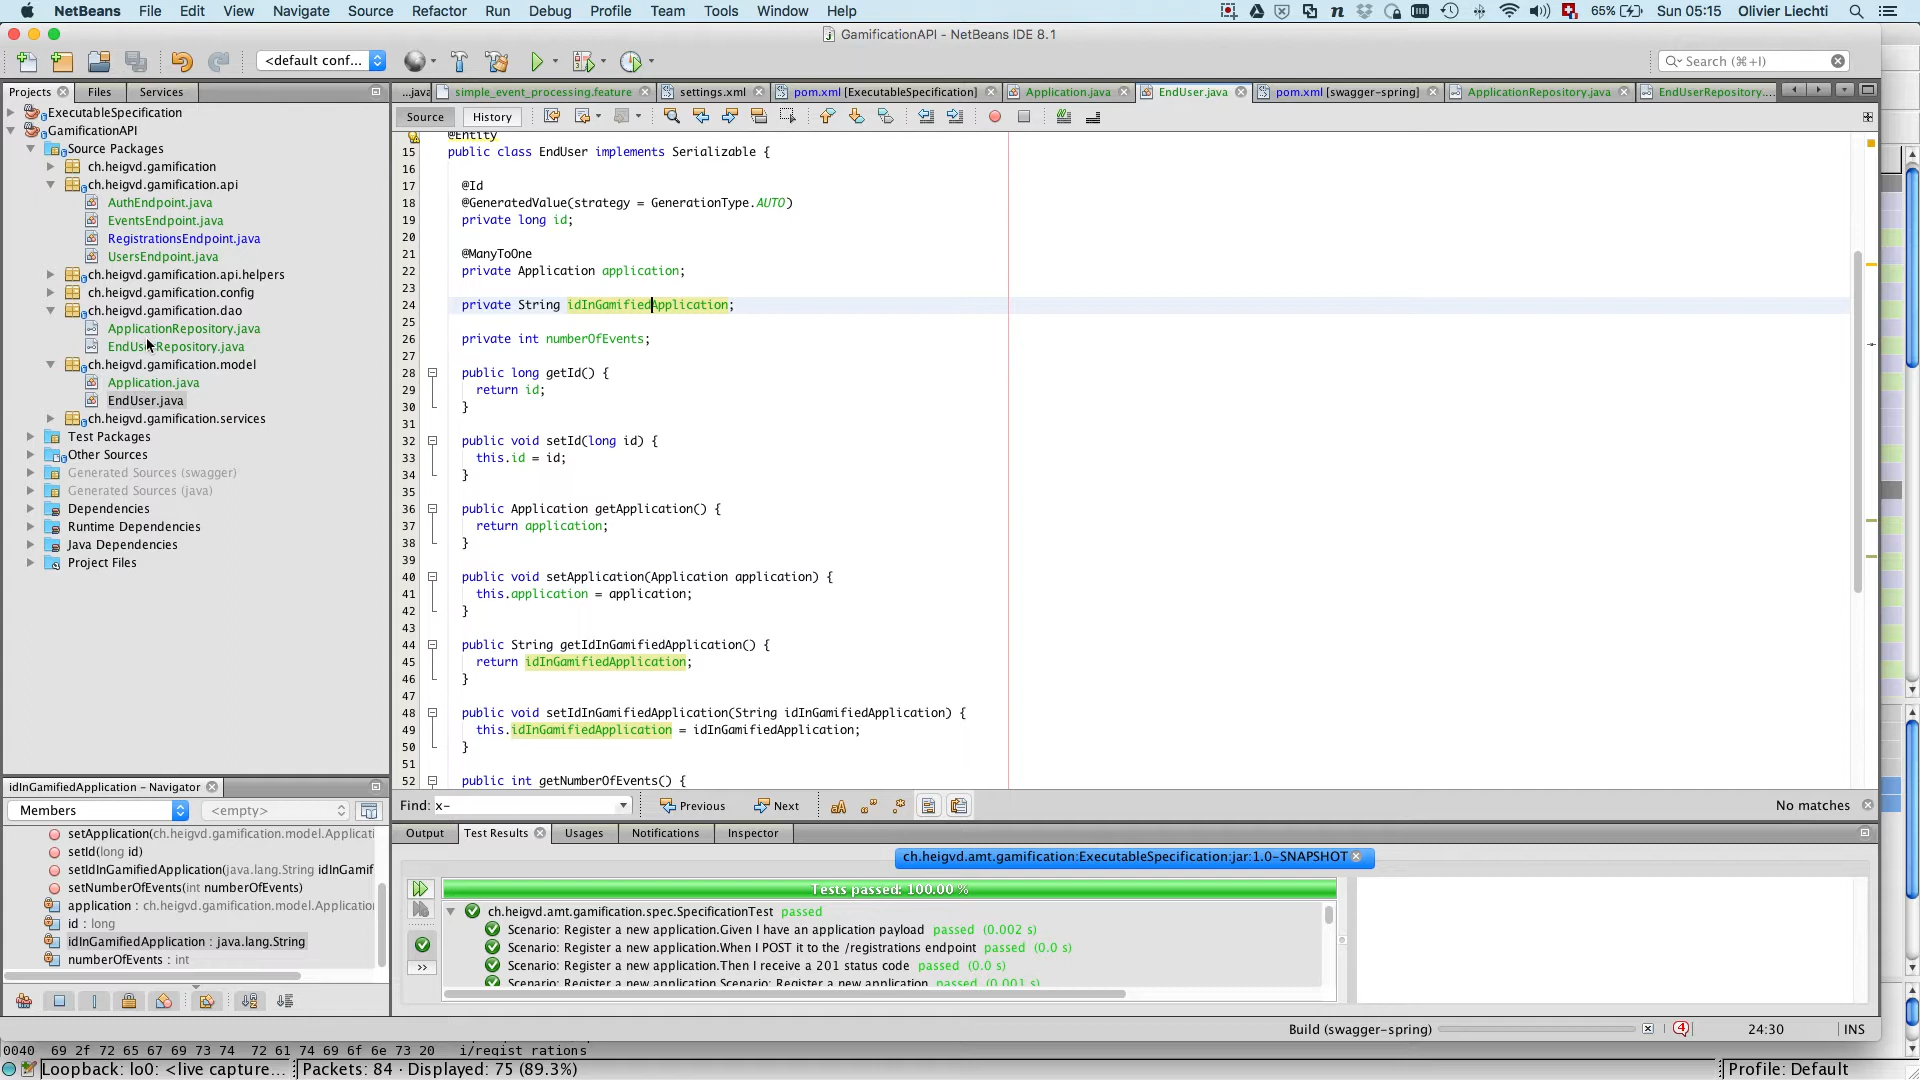 NetBeans File Edit View Navigate Source Refactor Run Debug Profile Team Tools Window Help 65% Sun 05:15 Olivier Liechti
GamificationAPI - NetBeans IDE 8.1
<default conf... Search (⌘+I)
Projects Files Services
...java simple_event_processing.feature settings.xml pom.xml [ExecutableSpecification] Application.java EndUser.java pom.xml [swagger-spring] ApplicationRepository.java EndUserRepository....
Source History
ExecutableSpecification
GamificationAPI
Source Packages
ch.heigvd.gamification
ch.heigvd.gamification.api
AuthEndpoint.java
EventsEndpoint.java
RegistrationsEndpoint.java
UsersEndpoint.java
ch.heigvd.gamification.api.helpers
ch.heigvd.gamification.config
ch.heigvd.gamification.dao
ApplicationRepository.java
EndUserRepository.java
ch.heigvd.gamification.model
Application.java
EndUser.java
ch.heigvd.gamification.services
Test Packages
Other Sources
Generated Sources (swagger)
Generated Sources (java)
Dependencies
Runtime Dependencies
Java Dependencies
Project Files
@Entity
15 public class EndUser implements Serializable {
16
17 @Id
18 @GeneratedValue(strategy = GenerationType.AUTO)
19 private long id;
20
21 @ManyToOne
22 private Application application;
23
24 private String idInGamifiedApplication;
25
26 private int numberOfEvents;
27
28 public long getId() {
29 return id;
30 }
31
32 public void setId(long id) {
33 this.id = id;
34 }
35
36 public Application getApplication() {
37 return application;
38 }
39
40 public void setApplication(Application application) {
41 this.application = application;
42 }
43
44 public String getIdInGamifiedApplication() {
45 return idInGamifiedApplication;
46 }
47
48 public void setIdInGamifiedApplication(String idInGamifiedApplication) {
49 this.idInGamifiedApplication = idInGamifiedApplication;
50 }
51
52 public int getNumberOfEvents() {
Find: x- Previous Next No matches
idInGamifiedApplication - Navigator
Members <empty>
setApplication(ch.heigvd.gamification.model.Applicati
setId(long id)
setIdInGamifiedApplication(java.lang.String idInGamif
setNumberOfEvents(int numberOfEvents)
application : ch.heigvd.gamification.model.Applicatio
id : long
idInGamifiedApplication : java.lang.String
numberOfEvents : int
Output Test Results Usages Notifications Inspector
ch.heigvd.amt.gamification:ExecutableSpecification:jar:1.0-SNAPSHOT
Tests passed: 100.00 %
ch.heigvd.amt.gamification.spec.SpecificationTest passed
Scenario: Register a new application.Given I have an application payload passed (0.002 s)
Scenario: Register a new application.When I POST it to the /registrations endpoint passed (0.0 s)
Scenario: Register a new application.Then I receive a 201 status code passed (0.0 s)
Scenario: Register a new application.Scenario: Register a new application passed (0.001 s)
Build (swagger-spring) 4 24:30 INS
0040 69 2f 72 65 67 69 73 74 72 61 74 69 6f 6e 73 20 i/regist rations
Loopback: lo0: <live capture... Packets: 84 · Displayed: 75 (89.3%) Profile: Default